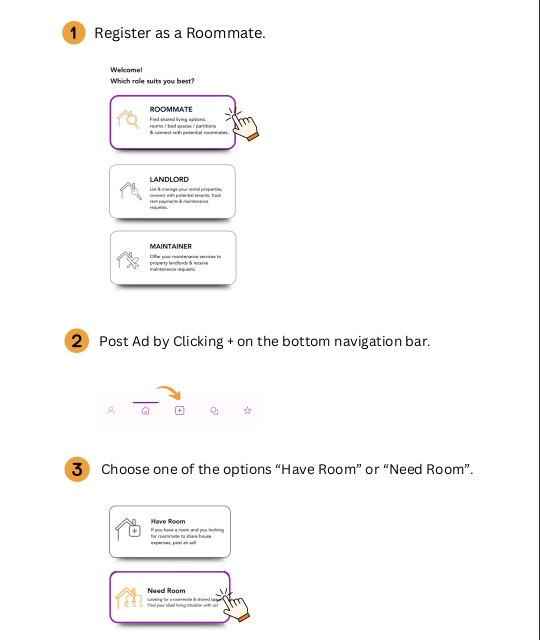 1 Register as a Roommate.
Welcome!
Which role suits you best?
ROOMMATE
Find shared living options:
rooms / bed spaces / partitions
& connect with potential roommates.
LANDLORD
List & manage your rental properties,
connect with potential tenants, track
rent payments & maintenance
requests.
MAINTAINER
Offer your maintenance services to
property landlords & receive
maintenance requests.
2 Post Ad by Clicking + on the bottom navigation bar.
3 Choose one of the options “Have Room” or “Need Room”.
Have Room
If you have a room and you looking
for roommate to share house
expenses, post an ad!
Need Room
Looking for a roommate & shared
Find your ideal living situation with us!